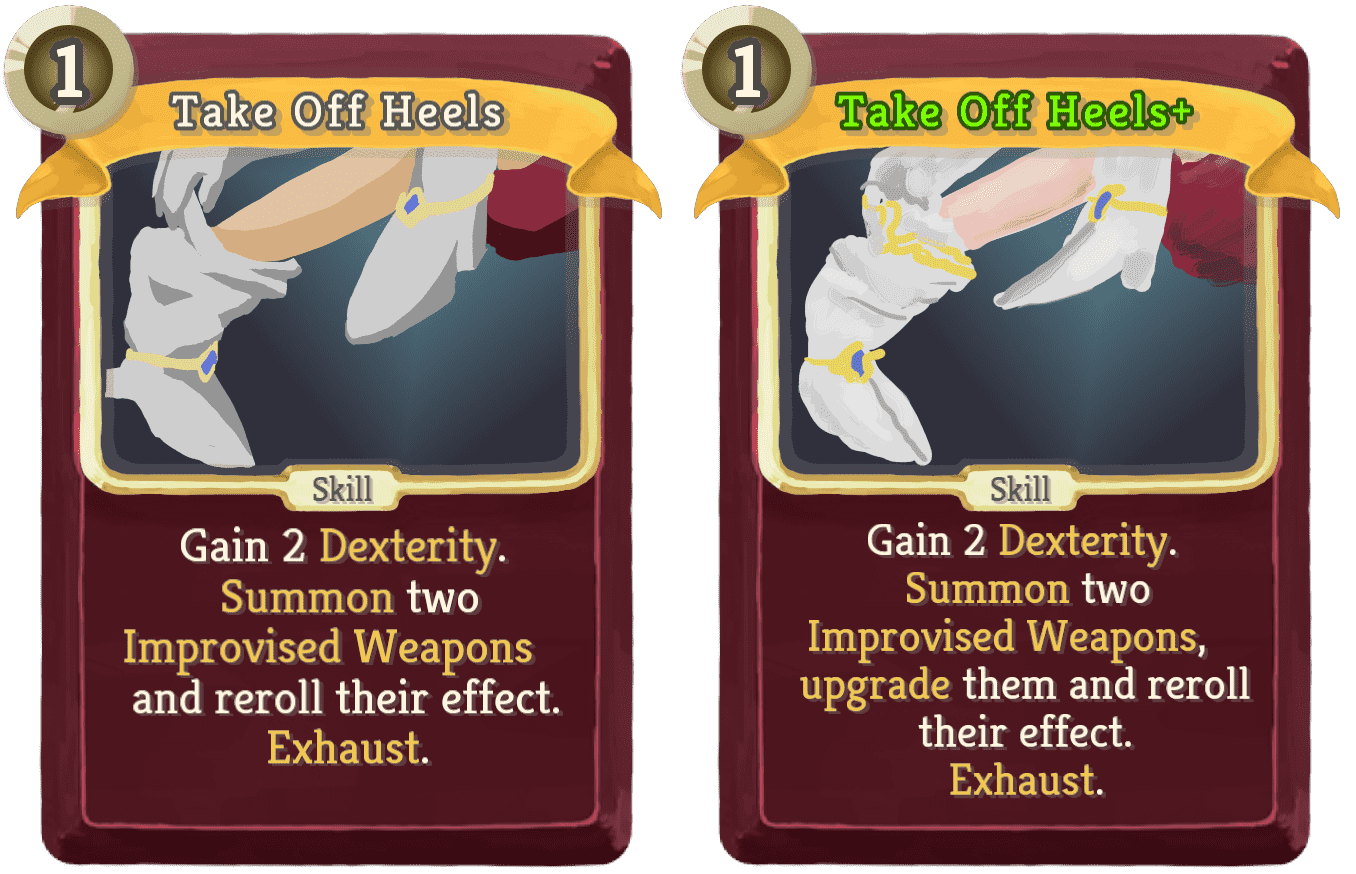 1
Take Off Heels
Skill
Gain 2 Dexterity.
Summon two
Improvised Weapons
and reroll their effect.
Exhaust.
1
Take Off Heels+
Skill
Gain 2 Dexterity.
Summon two
Improvised Weapons,
upgrade them and reroll
their effect.
Exhaust.